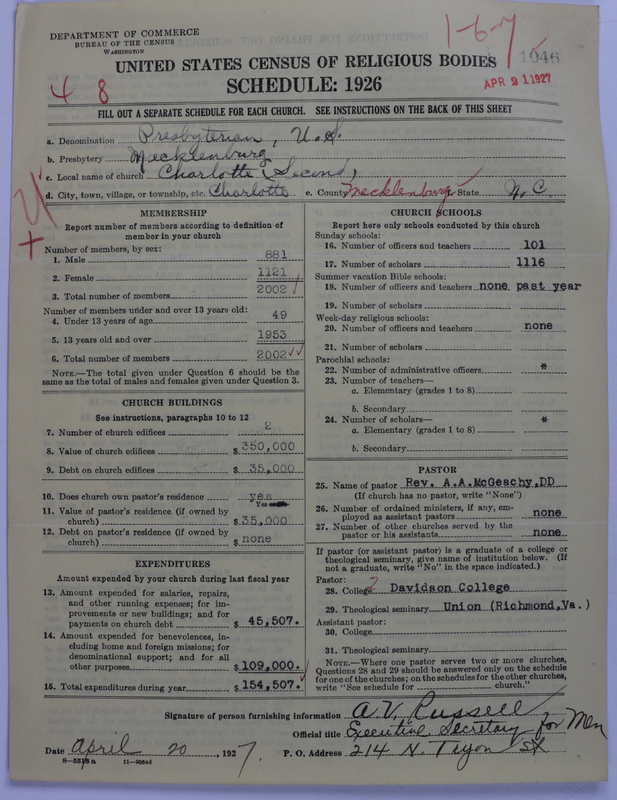 DEPARTMENT OF COMMERCE
BUREAU OF THE CENSUS
WASHINGTON
1-6-7
1046
APR 21 1927
UNITED STATES CENSUS OF RELIGIOUS BODIES
SCHEDULE: 1926
4 8
FILL OUT A SEPARATE SCHEDULE FOR EACH CHURCH. SEE INSTRUCTIONS ON THE BACK OF THIS SHEET
a. Denomination Presbyterian, U.S.
b. Presbytery Mecklenburg
c. Local name of church Charlotte (Second)
d. City, town, village, or township, etc. Charlotte e. County Mecklenburg f. State N.C.
MEMBERSHIP
Report number of members according to definition of
member in your church
Number of members, by sex:
1. Male 881
2. Female 1121
3. Total number of members 2002
Number of members under and over 13 years old:
4. Under 13 years of age 49
5. 13 years old and over 1953
6. Total number of members 2002
NOTE.—The total given under Question 6 should be
same as the total of males and females given under Question 3.
CHURCH BUILDINGS
See instructions, paragraphs 10 to 12
7. Number of church edifices 2
8. Value of church edifices $ 350,000
9. Debt on church edifices $ 35,000
10. Does church own pastor's residence yes
Yes or
11. Value of pastor's residence (if owned by
church) $ 35,000
12. Debt on pastor's residence (if owned by
church) $ none
EXPENDITURES
Amount expended by your church during last fiscal year
13. Amount expended for salaries, repairs,
and other running expenses; for im-
provements or new buildings; and for
payments on church debt $ 45,507.
14. Amount expended for benevolences, in-
cluding home and foreign missions; for
denominational support; and for all
other purposes $109,000.
15. Total expenditures during year $ 154,507.
CHURCH SCHOOLS
Report here only schools conducted by this church
Sunday schools:
16. Number of officers and teachers 101
17. Number of scholars 1116
Summer vacation Bible schools:
18. Number of officers and teachers none past year
19. Number of scholars
Week-day religious schools:
20. Number of officers and teachers none
21. Number of scholars
Parochial schools:
22. Number of administrative officers *
23. Number of teachers—
a. Elementary (grades 1 to 8)
b. Secondary
24. Number of scholars— *
a. Elementary (grades 1 to 8)
b. Secondary
PASTOR
25. Name of pastor Rev. A.A.McGeachy,DD
(If church has no pastor, write "None")
26. Number of ordained ministers, if any, em-
ployed as assistant pastors none
27. Number of other churches served by the
pastor or his assistants none
If pastor (or assistant pastor) is a graduate of a college or
theological seminary, give name of institution below. (If
not a graduate, write "No" in the space indicated.)
Pastor:
28. College Davidson College
29. Theological seminary Union (Richmond,Va.)
Assistant pastor:
30. College
31. Theological seminary
NOTE.—Where one pastor serves two or more churches,
Questions 28 and 29 should be answered only on the schedule
for one of the churches; on the schedules for the other churches,
write "See schedule for church."
Signature of person furnishing information A.V. Russell
Official title Executive Secretary for Men
Date April 20, 1927. P. O. Address 214 N. Tryon St
11—9054d